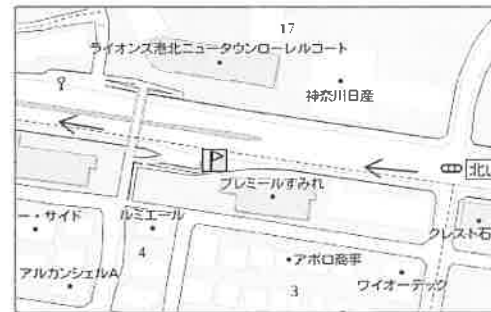 17
ライオンズ港北ニュータウンローレルコート
神奈川日産
P
北山
プレミールすみれ
ー・サイド
ルミエール
クレスト石
4
アポロ商事
アルカンシェルA
3
ワイオーデック